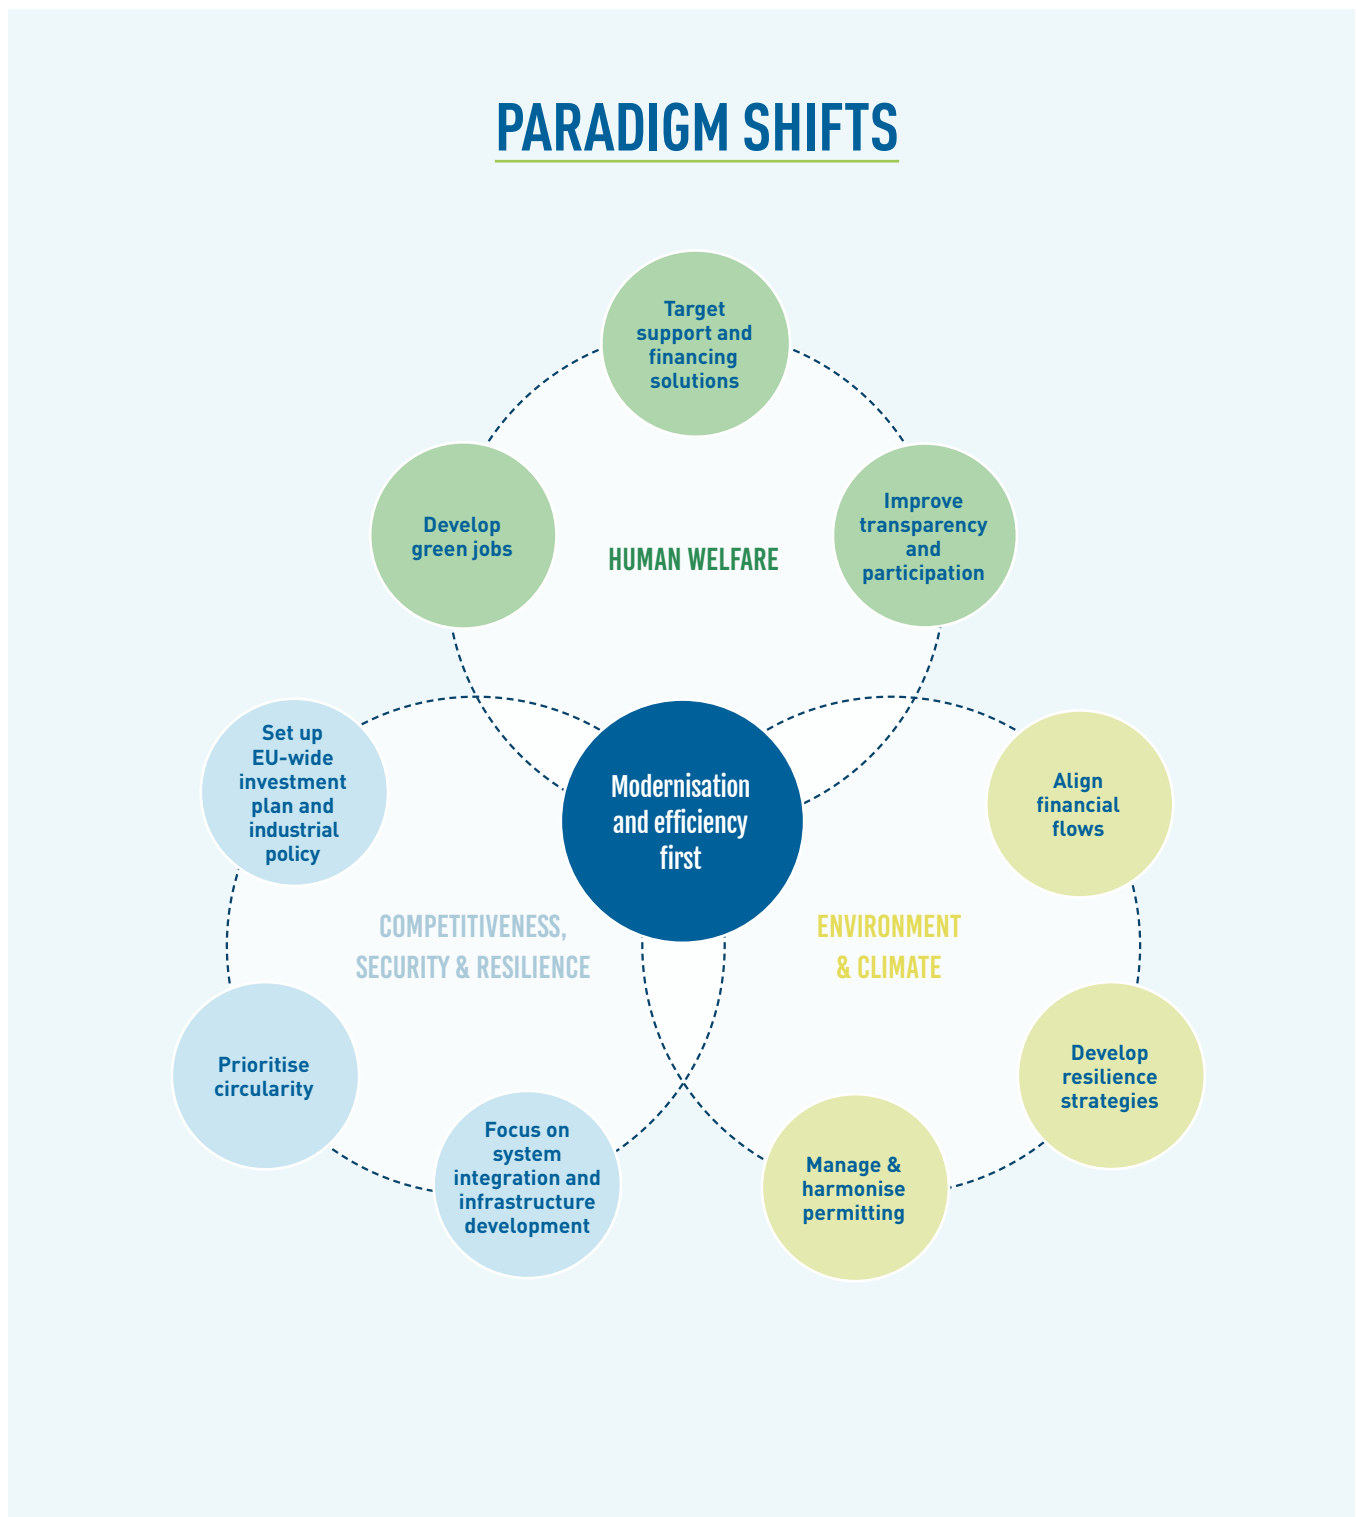 PARADIGM SHIFTS
Target
support and
financing
solutions
Develop
green jobs
Improve
transparency
and
participation
HUMAN WELFARE
Set up
EU-wide
investment
plan and
industrial
policy
Modernisation
and efficiency
first
Align
financial
flows
COMPETITIVENESS,
SECURITY & RESILIENCE
ENVIRONMENT
& CLIMATE
Prioritise
circularity
Develop
resilience
strategies
Focus on
system
integration and
infrastructure
development
Manage &
harmonise
permitting